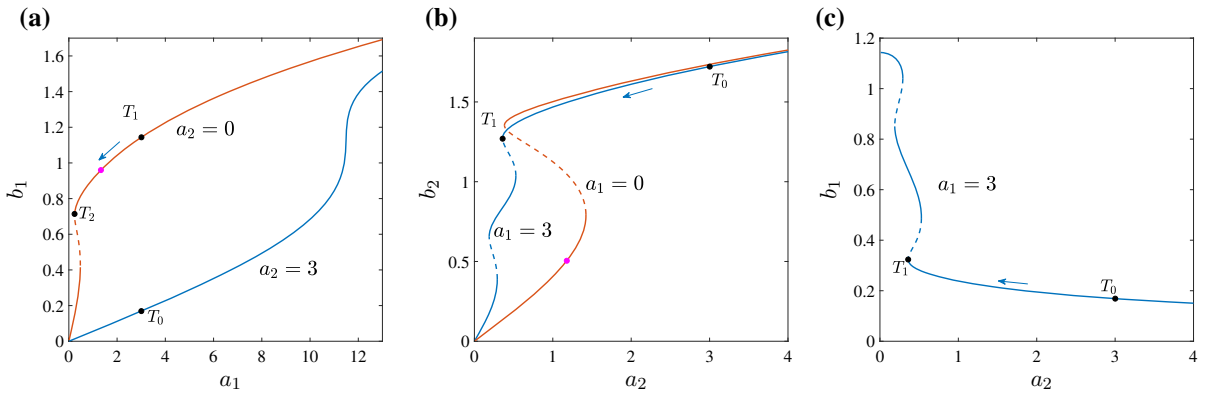 (a)
1.6
1.4
1.2
1
0.8
0.6
0.4
0.2
0
b₁
0 2 4 6 8 10 12
a₁
T₁
a₂ = 0
T₂
a₂ = 3
T₀
(b)
2
1.5
1
0.5
0
b₂
0 1 2 3 4
a₂
T₀
T₁
a₁ = 0
a₁ = 3
(c)
1.2
1
0.8
0.6
0.4
0.2
0
b₁
0 1 2 3 4
a₂
a₁ = 3
T₁
T₀